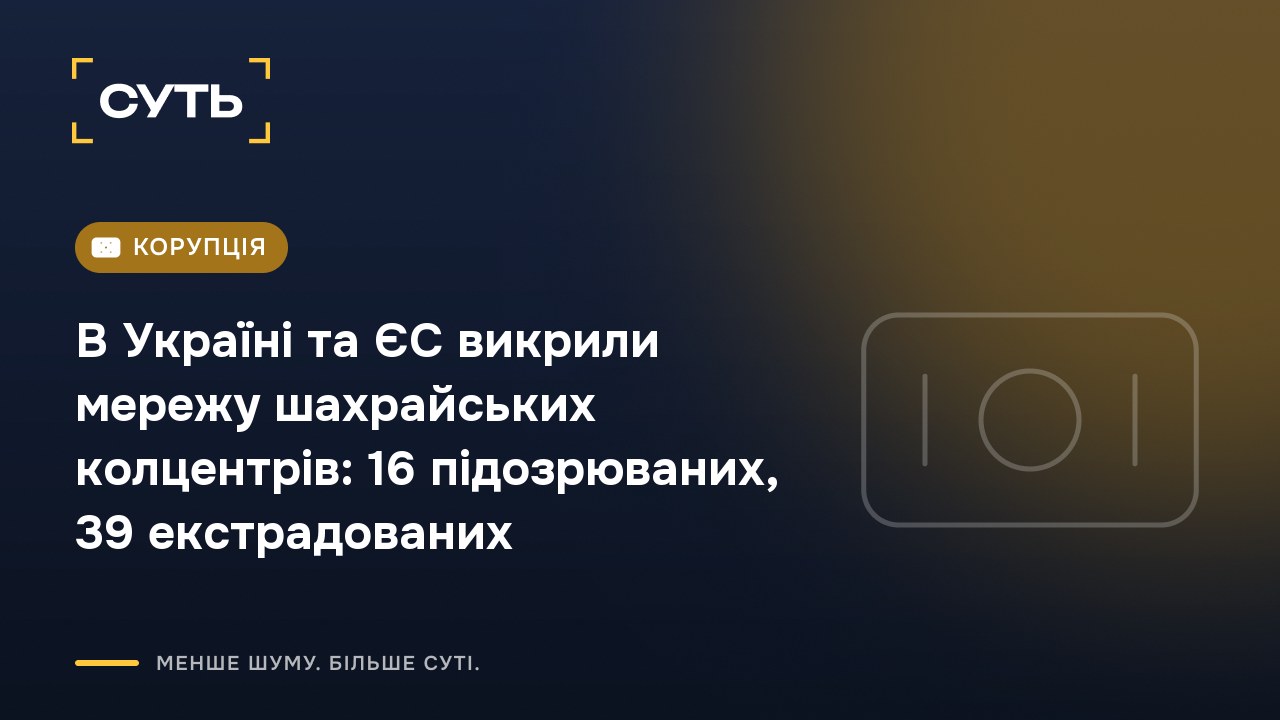 СУТЬ
КОРУПЦІЯ
В Україні та ЄС викрили
мережу шахрайських
колцентрів: 16 підозрюваних,
39 екстрадованих
МЕНШЕ ШУМУ. БІЛЬШЕ СУТІ.